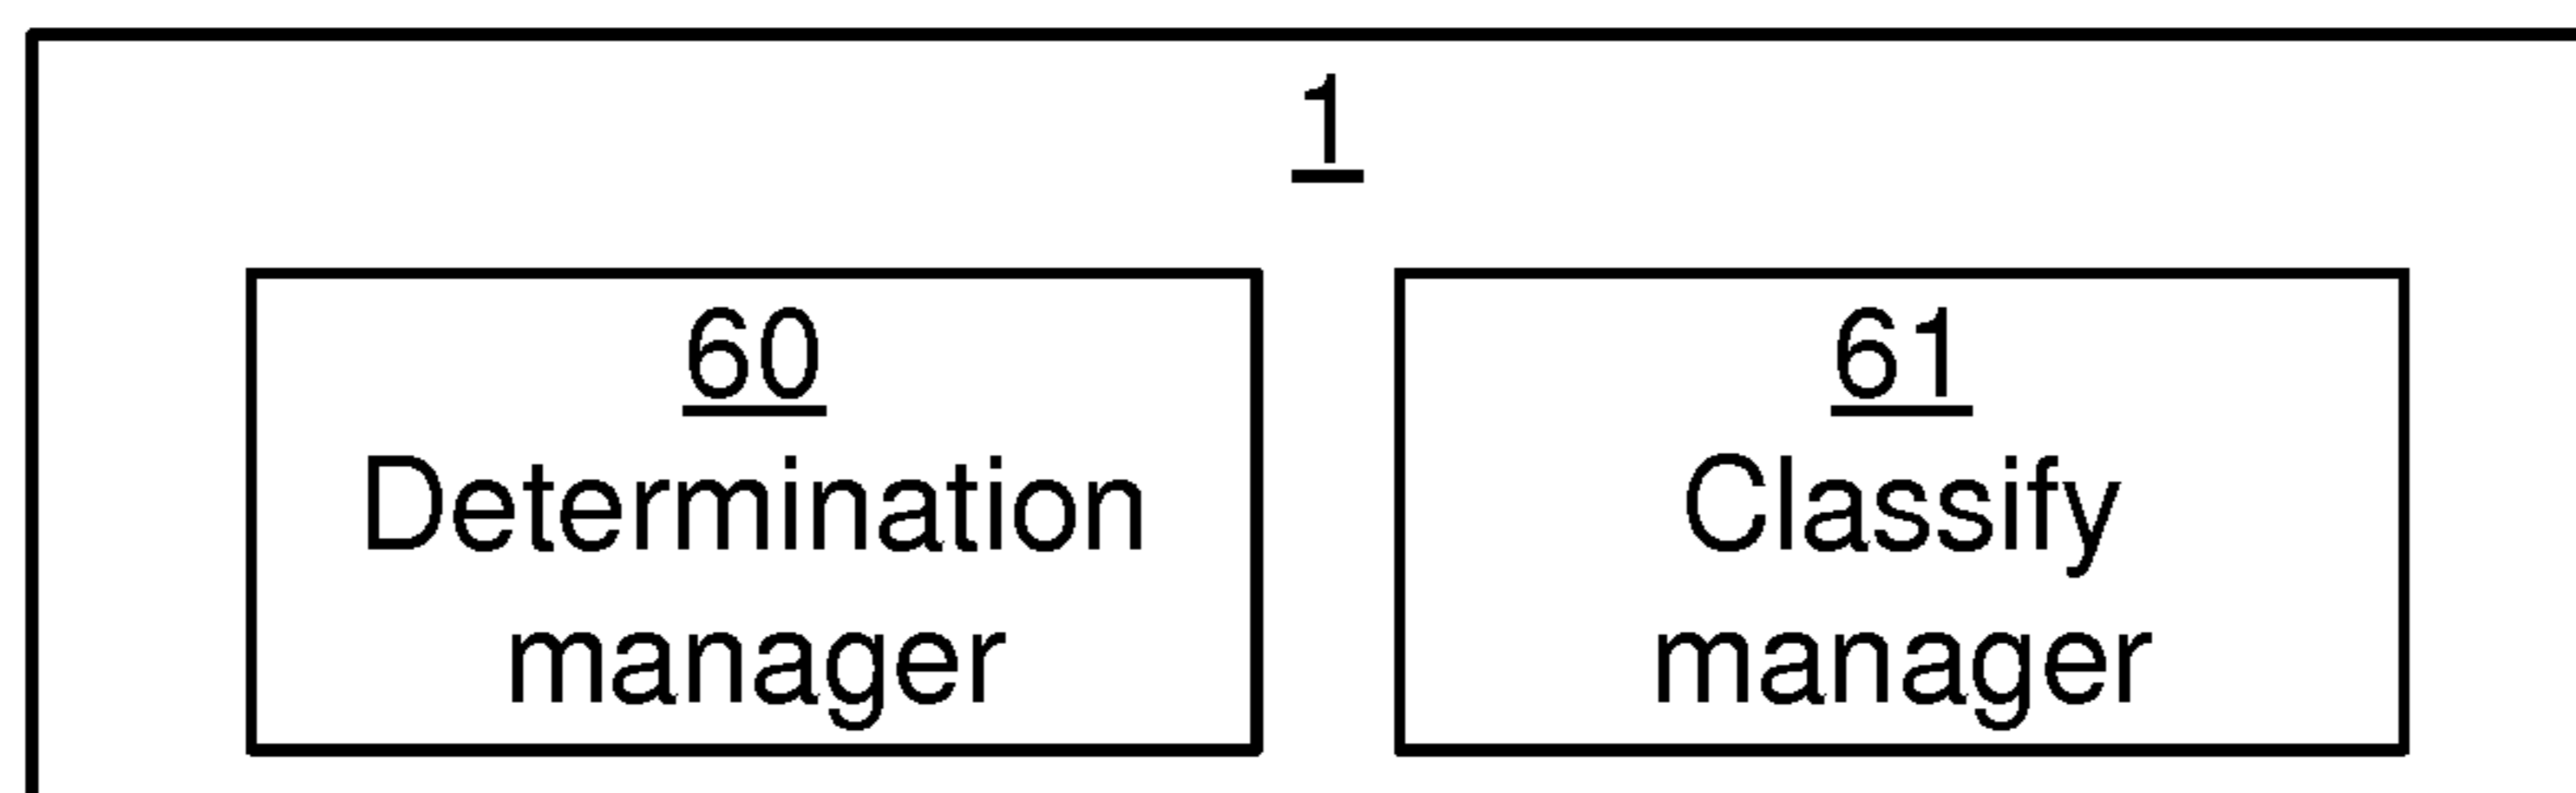 1
60
Determination
manager
61
Classify
manager